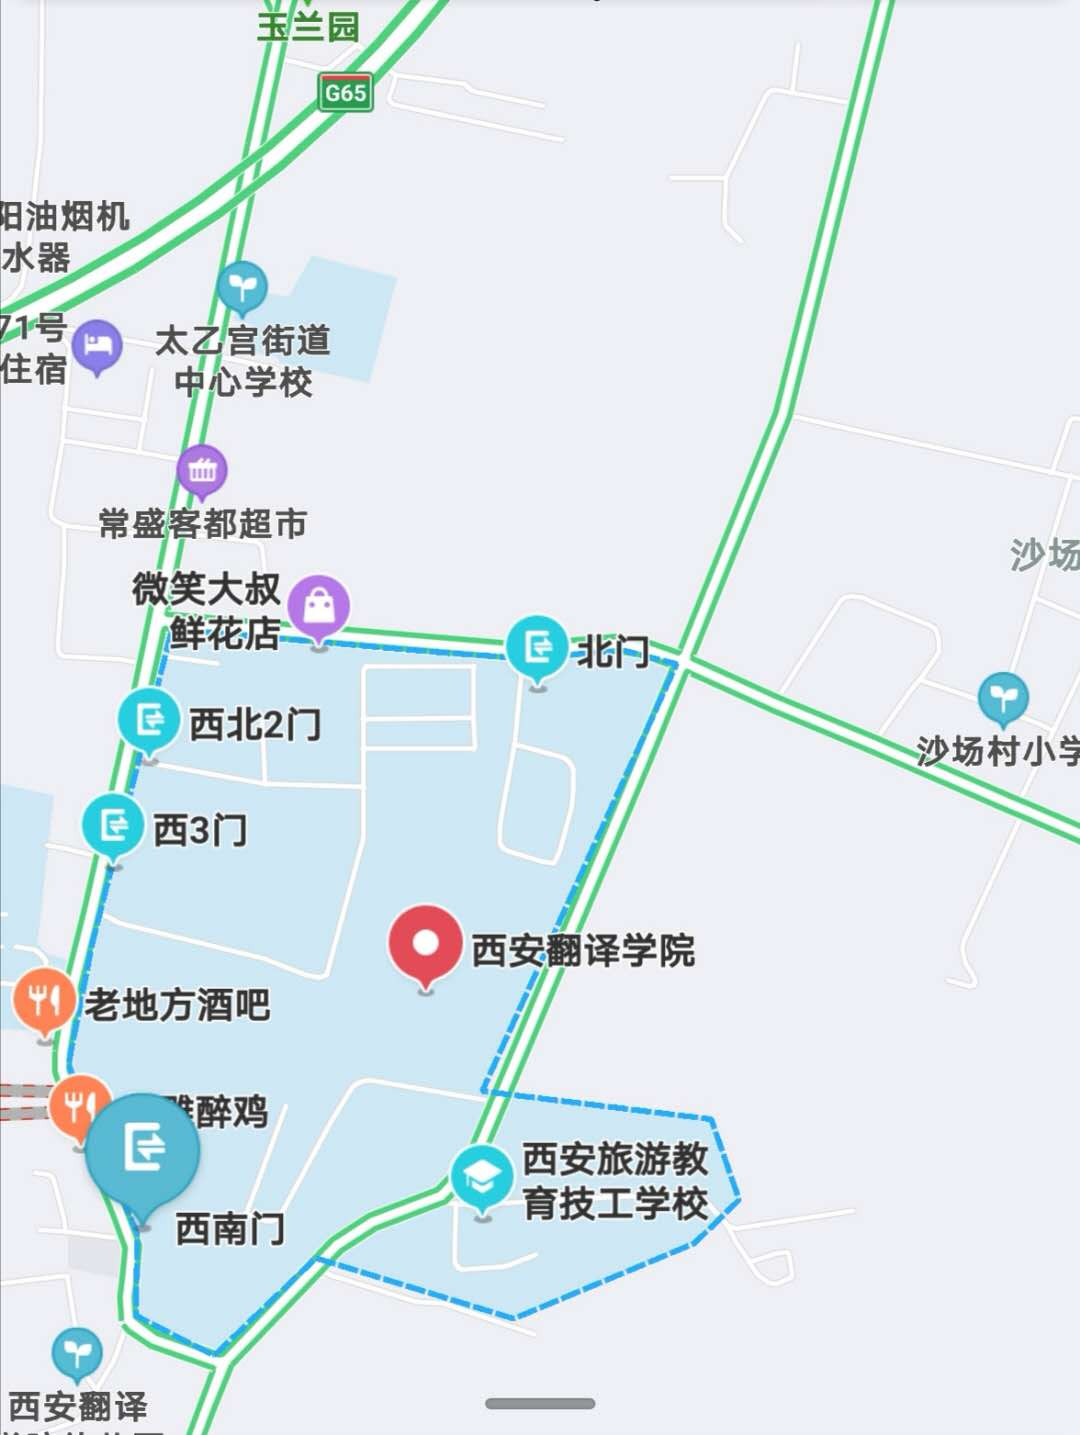 玉兰园
G65
阳油烟机
水器
71号
住宿
太乙宫街道
中心学校
常盛客都超市
沙场
微笑大叔
鲜花店
北门
西北2门
沙场村小学
西3门
西安翻译学院
老地方酒吧
醉鸡
西安旅游教
育技工学校
西南门
西安翻译